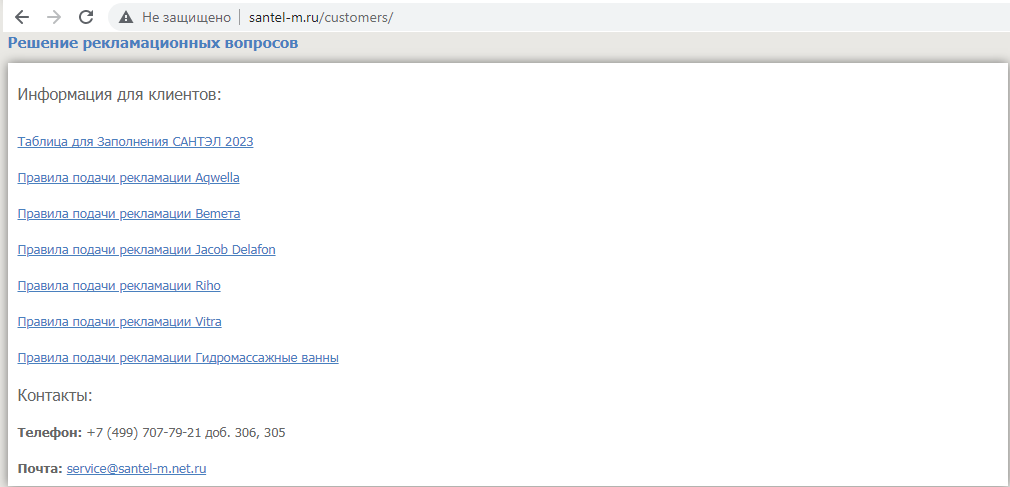 Не защищено santel-m.ru/customers/
Решение рекламационных вопросов
Информация для клиентов:
Таблица для Заполнения САНТЭЛ 2023
Правила подачи рекламации Aqwella
Правила подачи рекламации Bemeta
Правила подачи рекламации Jacob Delafon
Правила подачи рекламации Riho
Правила подачи рекламации Vitra
Правила подачи рекламации Гидромассажные ванны
Контакты:
Телефон: +7 (499) 707-79-21 доб. 306, 305
Почта: service@santel-m.net.ru